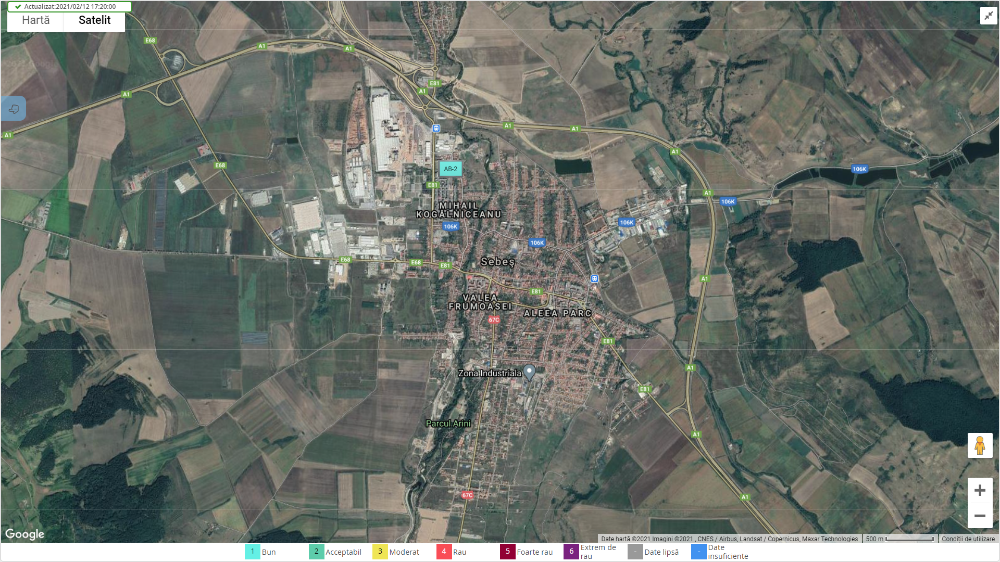 Actualizat:2021/02/12 17:20:00
Hartă Satelit
E68
A1
A1
E81
A1
A1
A1
A1
A1
A1
E68
106K
AB-2
E81
A1
106K
MIHAIL
KOGĂLNICEANU
106K
106K
106K
E68
E68
E81
Sebeș
A1
E81
VALEA
FRUMOASEI
ALEEA PARC
67C
E81
A1
Zona Industriala
E81
Parcul Arini
A1
67C
A1
Google
Date hartă ©2021 Imagini ©2021 , CNES / Airbus, Landsat / Copernicus, Maxar Technologies
500 m
Condiții de utilizare
1 Bun
2 Acceptabil
3 Moderat
4 Rau
5 Foarte rau
6 Extrem de
rau
- Date lipsă
- Date
insuficiente